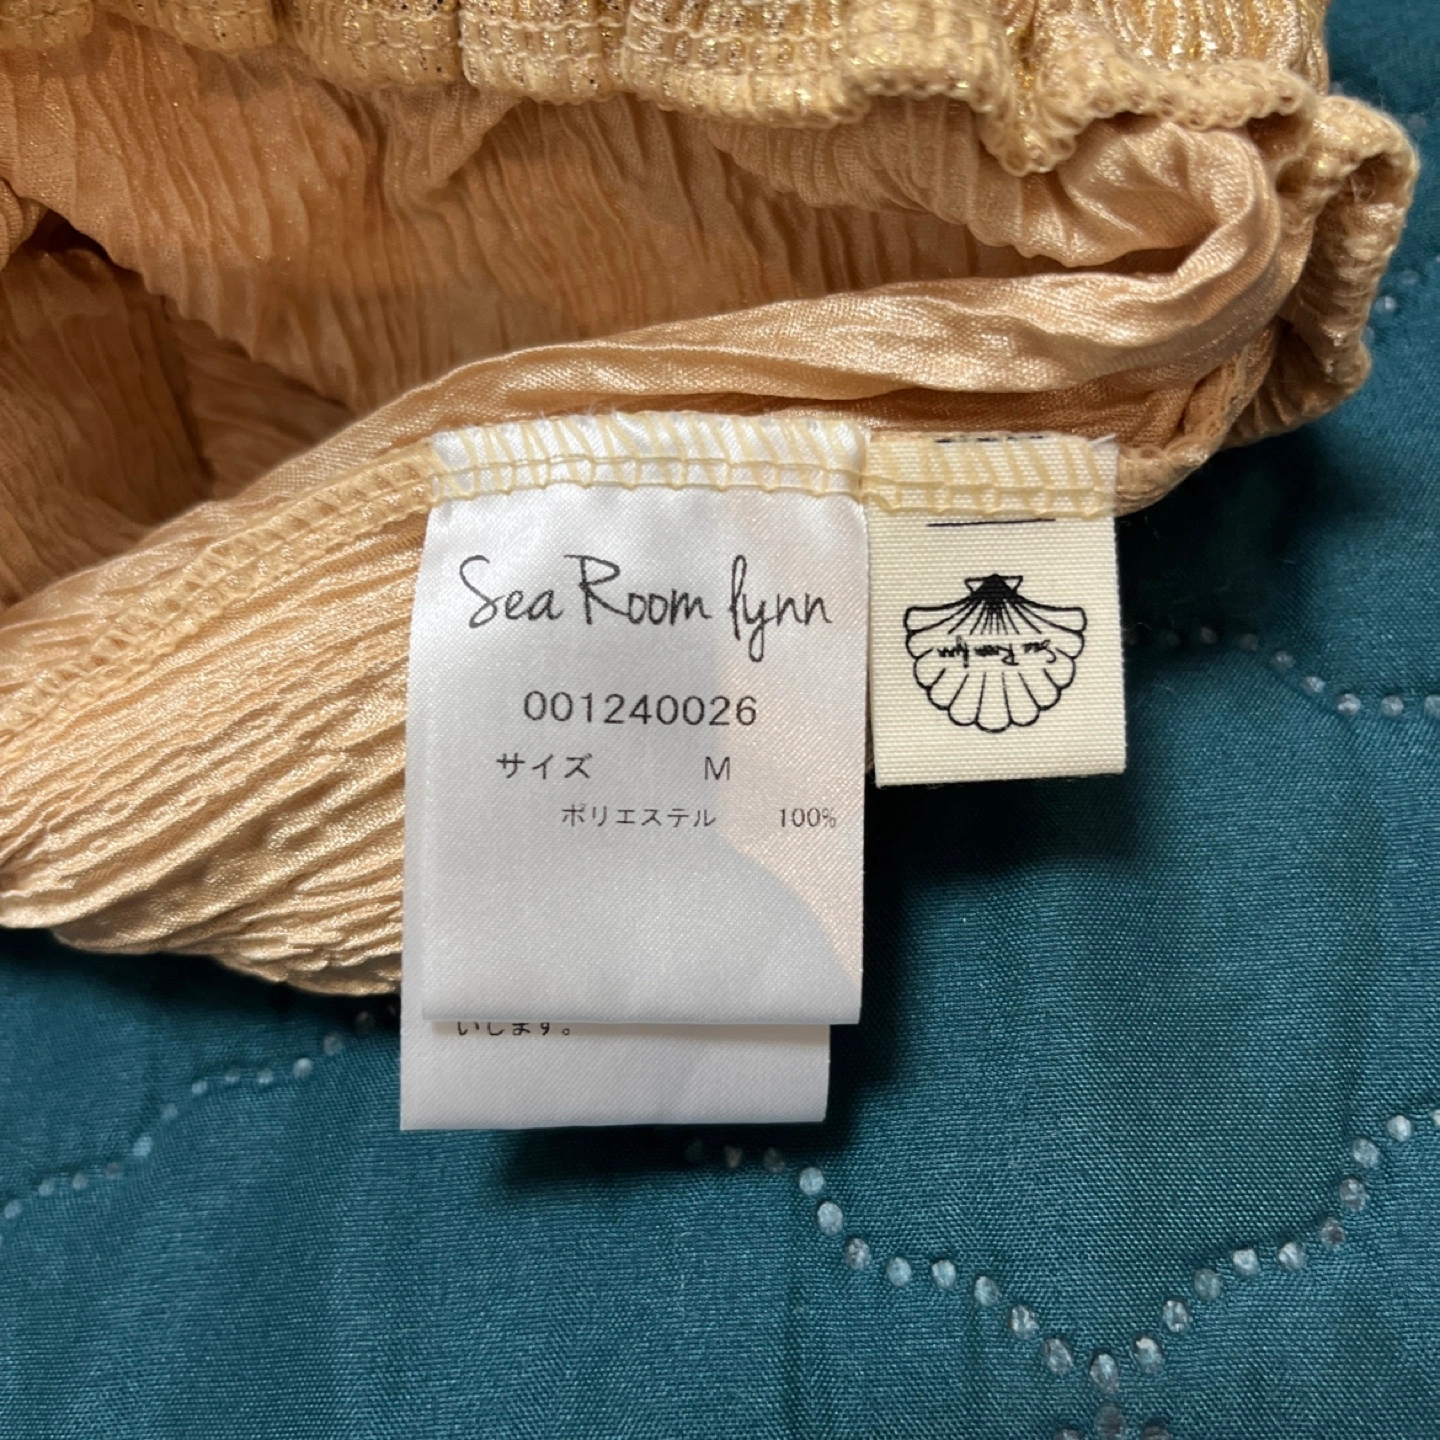 Sea Room lynn
001240026
サイズ M
ポリエステル 100%
いします。
Sea Room lynn